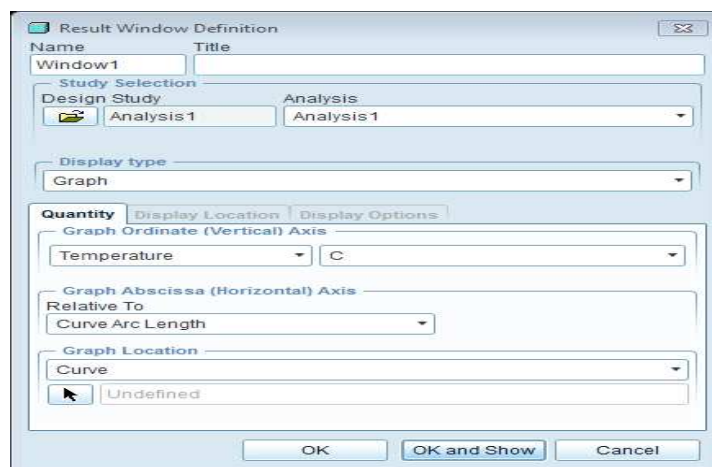 Result Window Definition
Name Title
Window1
Study Selection
Design Study Analysis
Analysis1 Analysis1
Display type
Graph
Quantity Display Location Display Options
Graph Ordinate (Vertical) Axis
Temperature C
Graph Abscissa (Horizontal) Axis
Relative To
Curve Arc Length
Graph Location
Curve
Undefined
OK OK and Show Cancel